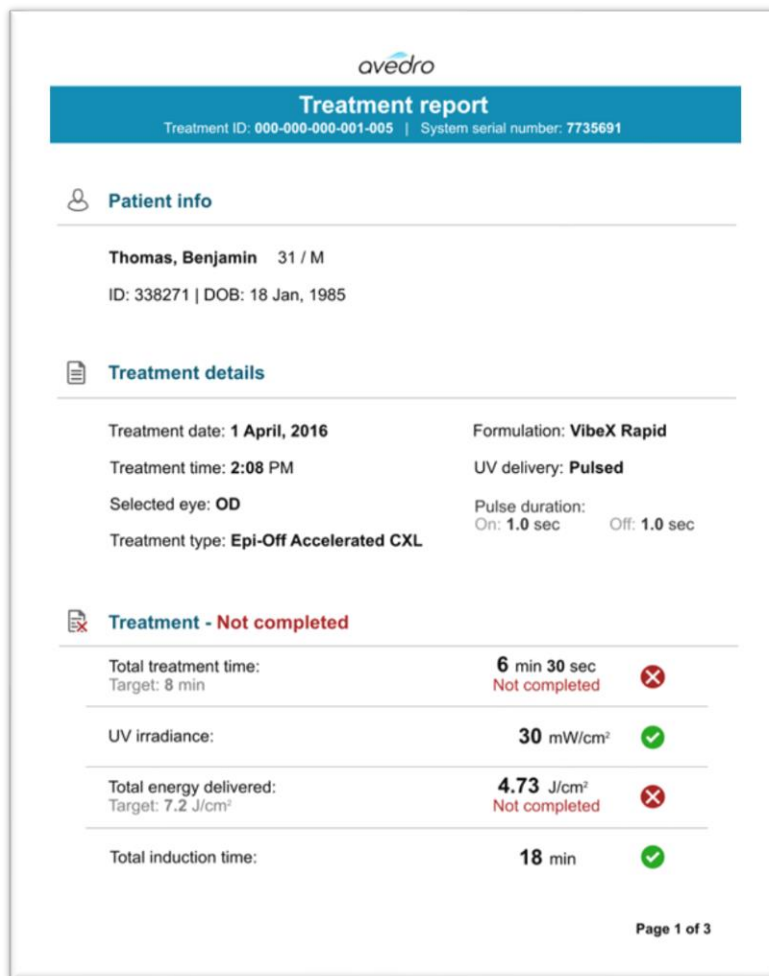 avedro
Treatment report
Treatment ID: 000-000-000-001-005 | System serial number: 7735691
Patient info
Thomas, Benjamin 31 / M
ID: 338271 | DOB: 18 Jan, 1985
Treatment details
Treatment date: 1 April, 2016
Treatment time: 2:08 PM
Selected eye: OD
Treatment type: Epi-Off Accelerated CXL
Formulation: VibeX Rapid
UV delivery: Pulsed
Pulse duration:
On: 1.0 sec Off: 1.0 sec
Treatment - Not completed
Total treatment time: 6 min 30 sec
Target: 8 min Not completed
UV irradiance: 30 mW/cm²
Total energy delivered: 4.73 J/cm²
Target: 7.2 J/cm² Not completed
Total induction time: 18 min
Page 1 of 3